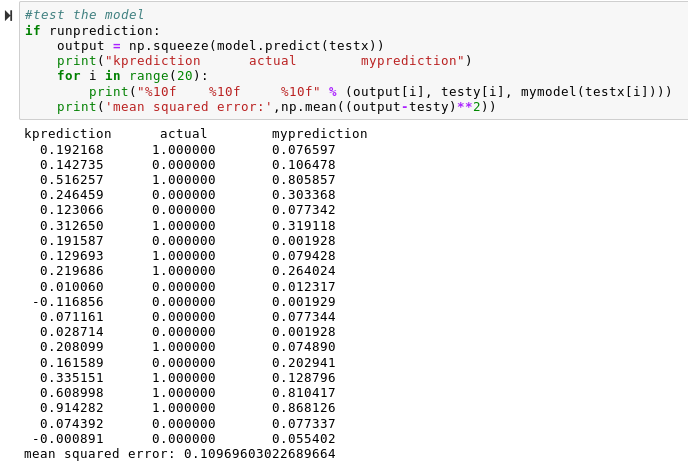 #test the model
if runprediction:
    output = np.squeeze(model.predict(testx))
    print("kprediction      actual        myprediction")
    for i in range(20):
        print("%10f    %10f     %10f" % (output[i], testy[i], mymodel(testx[i])))
    print('mean squared error:',np.mean((output-testy)**2))
kprediction      actual        myprediction
  0.192168      1.000000       0.076597
  0.142735      0.000000       0.106478
  0.516257      1.000000       0.805857
  0.246459      0.000000       0.303368
  0.123066      0.000000       0.077342
  0.312650      1.000000       0.319118
  0.191587      0.000000       0.001928
  0.129693      1.000000       0.079428
  0.219686      1.000000       0.264024
  0.010060      0.000000       0.012317
 -0.116856      0.000000       0.001929
  0.071161      0.000000       0.077344
  0.028714      0.000000       0.001928
  0.208099      1.000000       0.074890
  0.161589      0.000000       0.202941
  0.335151      1.000000       0.128796
  0.608998      1.000000       0.810417
  0.914282      1.000000       0.868126
  0.074392      0.000000       0.077337
 -0.000891      0.000000       0.055402
mean squared error: 0.10969603022689664